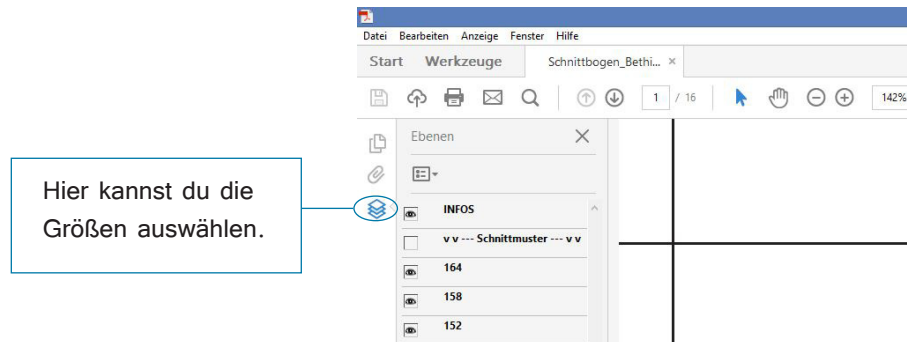 Datei Bearbeiten Anzeige Fenster Hilfe
Start Werkzeuge Schnittbogen_Bethi... ×
1 / 16 142%
Ebenen
Hier kannst du die
Größen auswählen.
INFOS
v v --- Schnittmuster --- v v
164
158
152